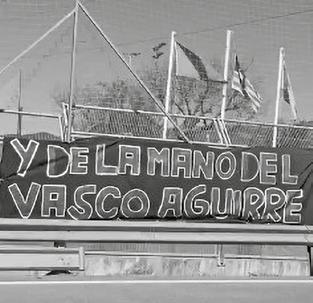 Y DE LA MANO DEL
VASCO AGUIRRE